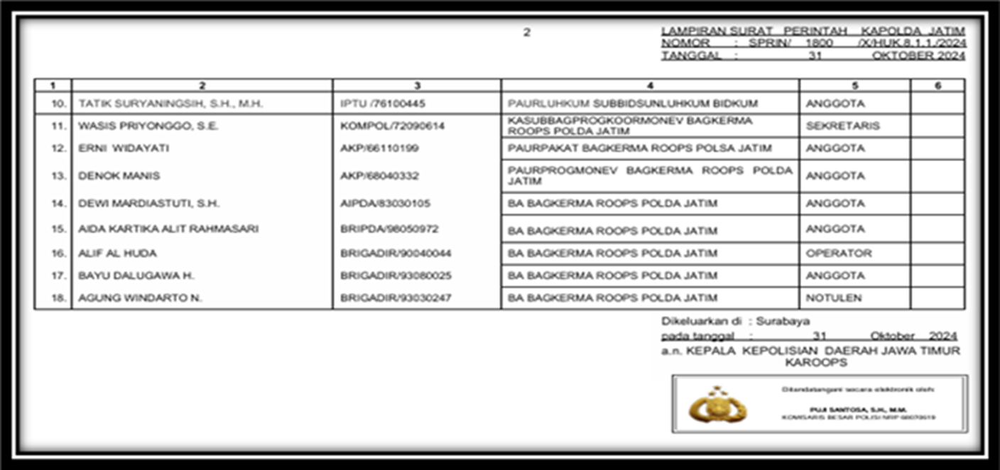 2
LAMPIRAN SURAT PERINTAH KAPOLDA JATIM
NOMOR : SPRIN/ 1800 /X/HUK.8.1.1./2024
TANGGAL : 31 OKTOBER 2024
1 2 3 4 5 6
10. TATIK SURYANINGSIH, S.H., M.H. IPTU /76100445 PAURLUHKUM SUBBIDSUNLUHKUM BIDKUM ANGGOTA
11. WASIS PRIYONGGO, S.E. KOMPOL/72090614 KASUBBAGPROGKOORMONEV BAGKERMA
ROOPS POLDA JATIM SEKRETARIS
12. ERNI WIDAYATI AKP/66110199 PAURPAKAT BAGKERMA ROOPS POLSA JATIM ANGGOTA
13. DENOK MANIS AKP/68040332 PAURPROGMONEV BAGKERMA ROOPS POLDA
JATIM ANGGOTA
14. DEWI MARDIASTUTI, S.H. AIPDA/83030105 BA BAGKERMA ROOPS POLDA JATIM ANGGOTA
15. AIDA KARTIKA ALIT RAHMASARI BRIPDA/98050972 BA BAGKERMA ROOPS POLDA JATIM ANGGOTA
16. ALIF AL HUDA BRIGADIR/90040044 BA BAGKERMA ROOPS POLDA JATIM OPERATOR
17. BAYU DALUGAWA H. BRIGADIR/93080025 BA BAGKERMA ROOPS POLDA JATIM ANGGOTA
18. AGUNG WINDARTO N. BRIGADIR/93030247 BA BAGKERMA ROOPS POLDA JATIM NOTULEN
Dikeluarkan di : Surabaya
pada tanggal : 31 Oktober 2024
a.n. KEPALA KEPOLISIAN DAERAH JAWA TIMUR
KAROOPS
Ditandatangani secara elektronik oleh:
PUJI SANTOSA, S.H., M.M.
KOMISARIS BESAR POLISI NRP